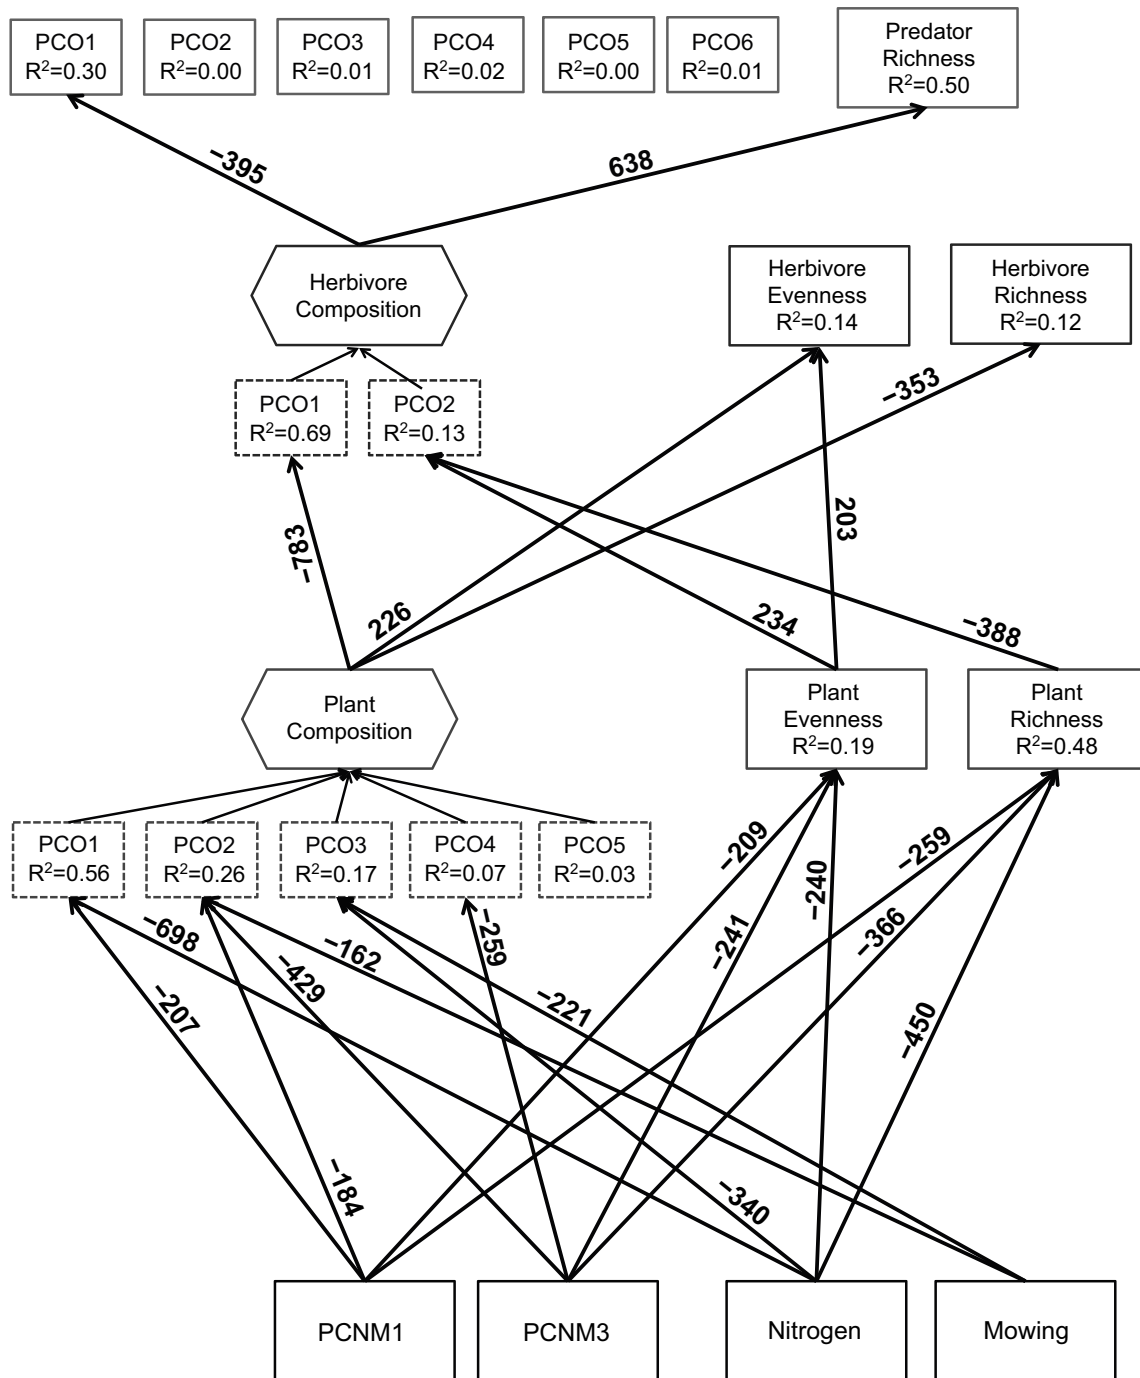 PCO1
R²=0.30
PCO2
R²=0.00
PCO3
R²=0.01
PCO4
R²=0.02
PCO5
R²=0.00
PCO6
R²=0.01
Predator
Richness
R²=0.50
−395
638
Herbivore
Composition
Herbivore
Evenness
R²=0.14
Herbivore
Richness
R²=0.12
PCO1
R²=0.69
PCO2
R²=0.13
−353
−783
203
226
234
−388
Plant
Composition
Plant
Evenness
R²=0.19
Plant
Richness
R²=0.48
PCO1
R²=0.56
PCO2
R²=0.26
PCO3
R²=0.17
PCO4
R²=0.07
PCO5
R²=0.03
−209
−240
−259
−698
−162
−259
−241
−366
−207
−429
−221
−450
−184
−340
PCNM1
PCNM3
Nitrogen
Mowing